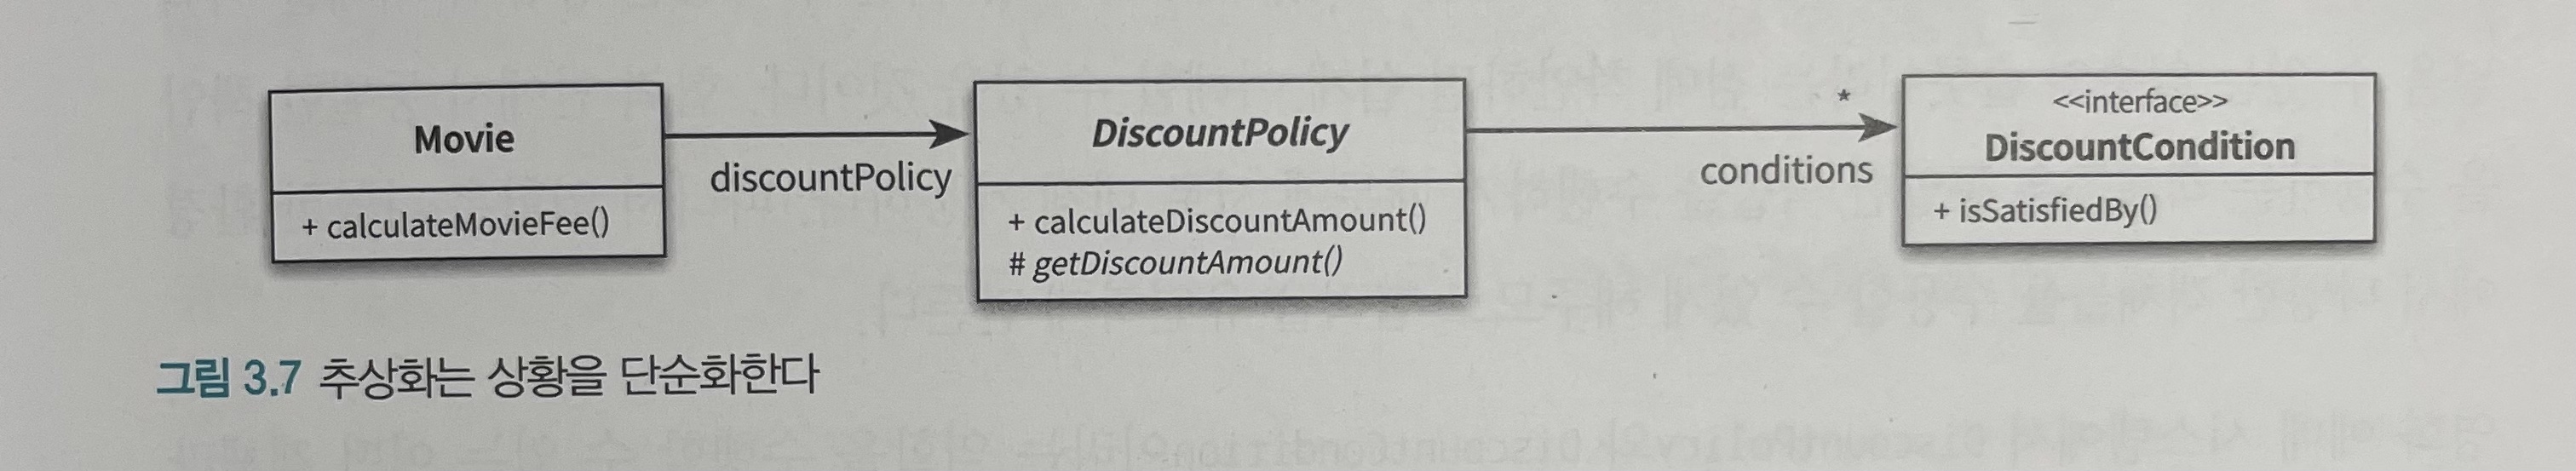 Movie
+ calculateMovieFee()
discountPolicy
DiscountPolicy
+ calculateDiscountAmount()
# getDiscountAmount()
*
conditions
<<interface>>
DiscountCondition
+ isSatisfiedBy()
그림 3.7 추상화는 상황을 단순화한다